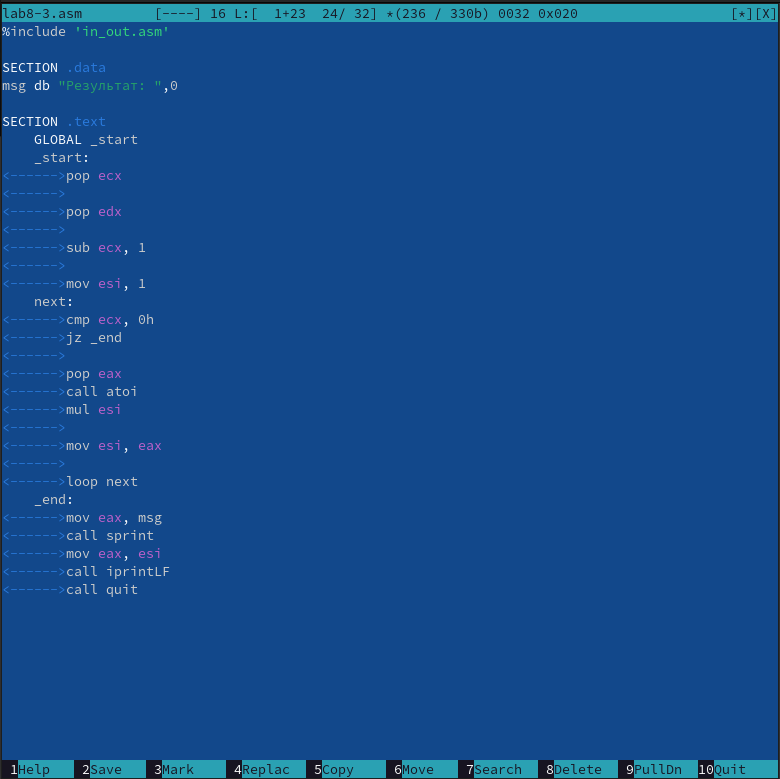 lab8-3.asm [----] 16 L:[ 1+23 24/ 32] *(236 / 330b) 0032 0x020 [*][X]
%include 'in_out.asm'
SECTION .data
msg db "Результат: ",0
SECTION .text
GLOBAL _start
_start:
<------>pop ecx
<------>
<------>pop edx
<------>
<------>sub ecx, 1
<------>
<------>mov esi, 1
next:
<------>cmp ecx, 0h
<------>jz _end
<------>
<------>pop eax
<------>call atoi
<------>mul esi
<------>
<------>mov esi, eax
<------>
<------>loop next
_end:
<------>mov eax, msg
<------>call sprint
<------>mov eax, esi
<------>call iprintLF
<------>call quit
1Help 2Save 3Mark 4Replac 5Copy 6Move 7Search 8Delete 9PullDn 10Quit